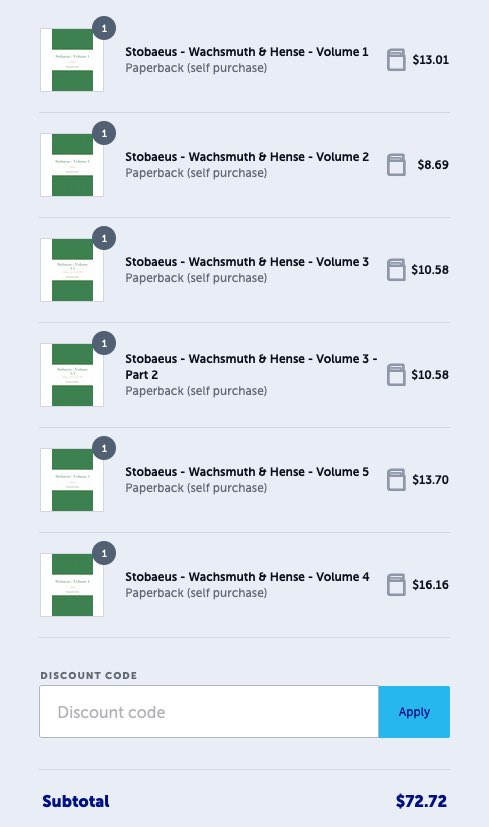 1
Stobaeus - Wachsmuth & Hense - Volume 1
Paperback (self purchase)
$13.01
1
Stobaeus - Wachsmuth & Hense - Volume 2
Paperback (self purchase)
$8.69
1
Stobaeus - Wachsmuth & Hense - Volume 3
Paperback (self purchase)
$10.58
1
Stobaeus - Wachsmuth & Hense - Volume 3 -
Part 2
Paperback (self purchase)
$10.58
1
Stobaeus - Wachsmuth & Hense - Volume 5
Paperback (self purchase)
$13.70
1
Stobaeus - Wachsmuth & Hense - Volume 4
Paperback (self purchase)
$16.16
DISCOUNT CODE
Discount code
Apply
Subtotal
$72.72